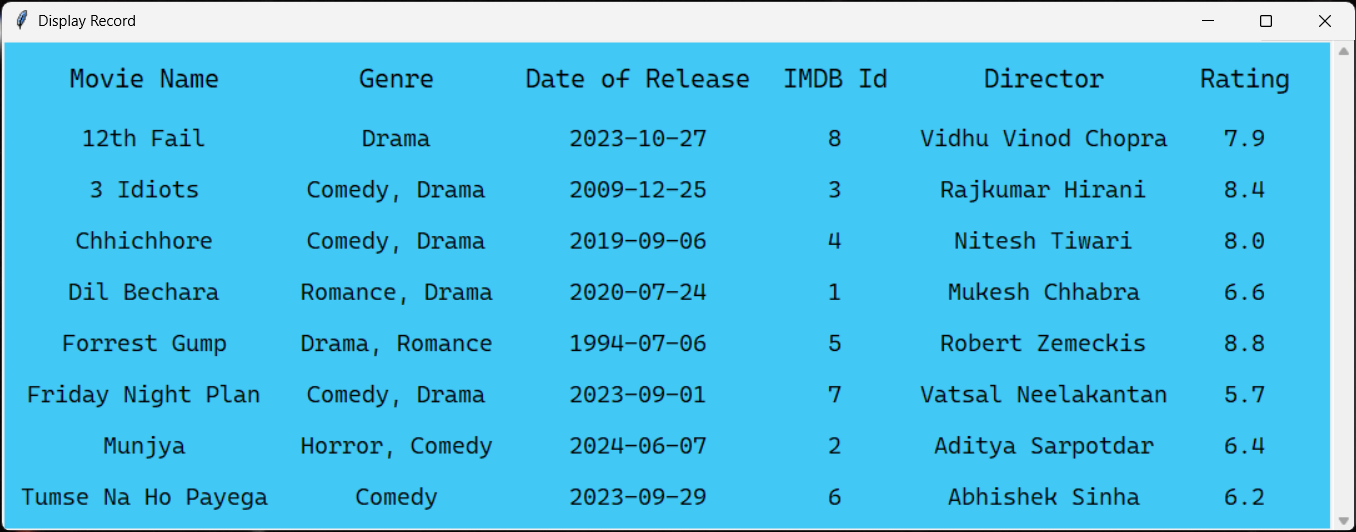 Display Record
Movie Name Genre Date of Release IMDB Id Director Rating
12th Fail Drama 2023-10-27 8 Vidhu Vinod Chopra 7.9
3 Idiots Comedy, Drama 2009-12-25 3 Rajkumar Hirani 8.4
Chhichhore Comedy, Drama 2019-09-06 4 Nitesh Tiwari 8.0
Dil Bechara Romance, Drama 2020-07-24 1 Mukesh Chhabra 6.6
Forrest Gump Drama, Romance 1994-07-06 5 Robert Zemeckis 8.8
Friday Night Plan Comedy, Drama 2023-09-01 7 Vatsal Neelakantan 5.7
Munjya Horror, Comedy 2024-06-07 2 Aditya Sarpotdar 6.4
Tumse Na Ho Payega Comedy 2023-09-29 6 Abhishek Sinha 6.2